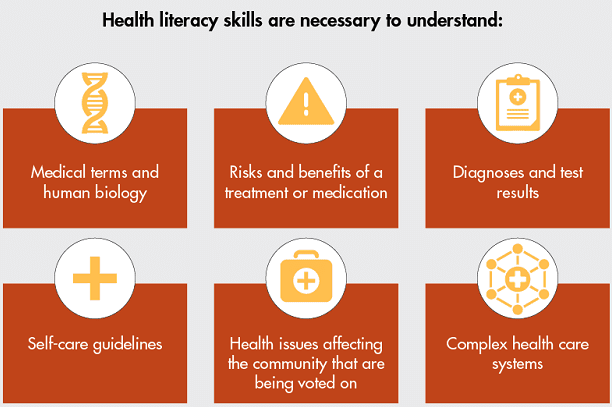 Health literacy skills are necessary to understand:
Medical terms and
human biology
Risks and benefits of a
treatment or medication
Diagnoses and test
results
Self-care guidelines
Health issues affecting
the community that are
being voted on
Complex health care
systems